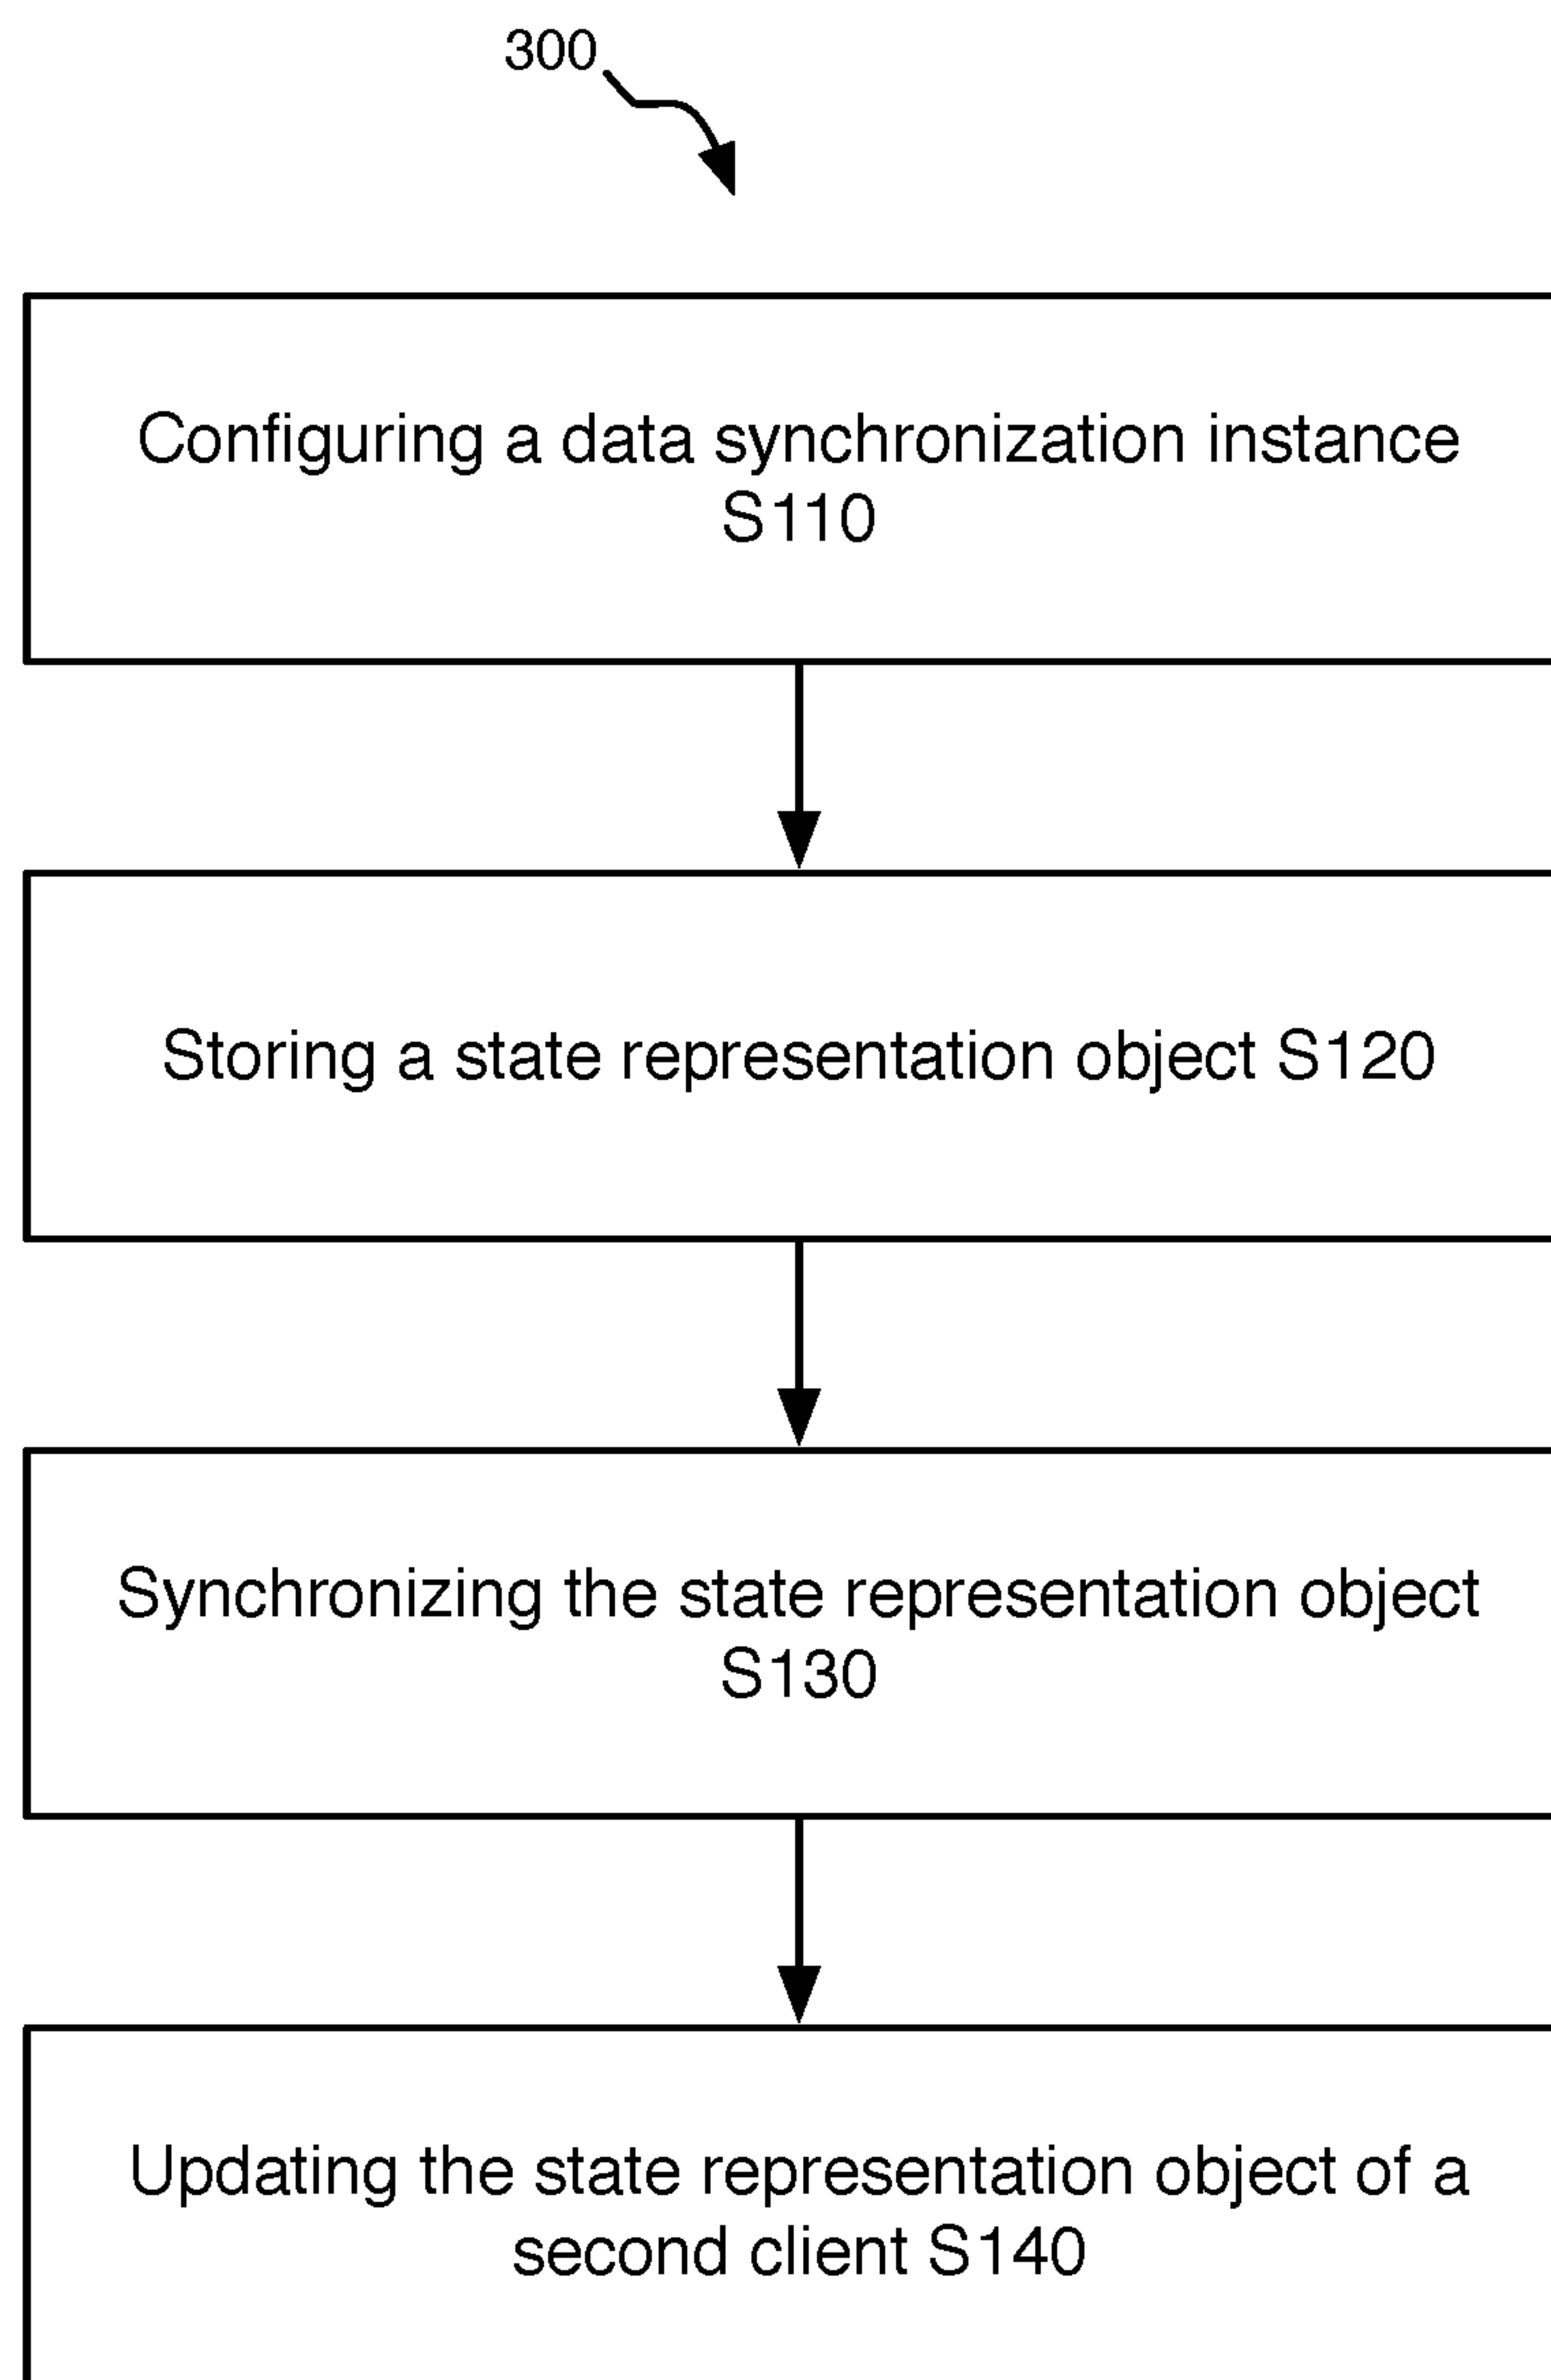 300
Configuring a data synchronization instance
S110
Storing a state representation object S120
Synchronizing the state representation object
S130
Updating the state representation object of a
second client S140